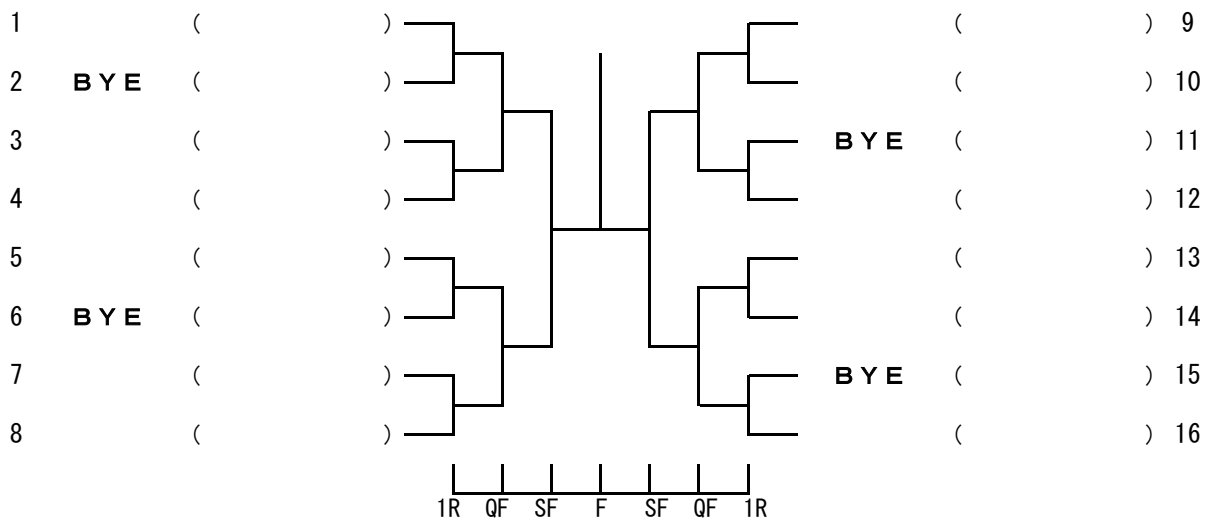 1 ( ) ( ) 9
2 ＢＹＥ ( ) ( ) 10
3 ( ) ＢＹＥ ( ) 11
4 ( ) ( ) 12
5 ( ) ( ) 13
6 ＢＹＥ ( ) ( ) 14
7 ( ) ＢＹＥ ( ) 15
8 ( ) ( ) 16
1R QF SF F SF QF 1R